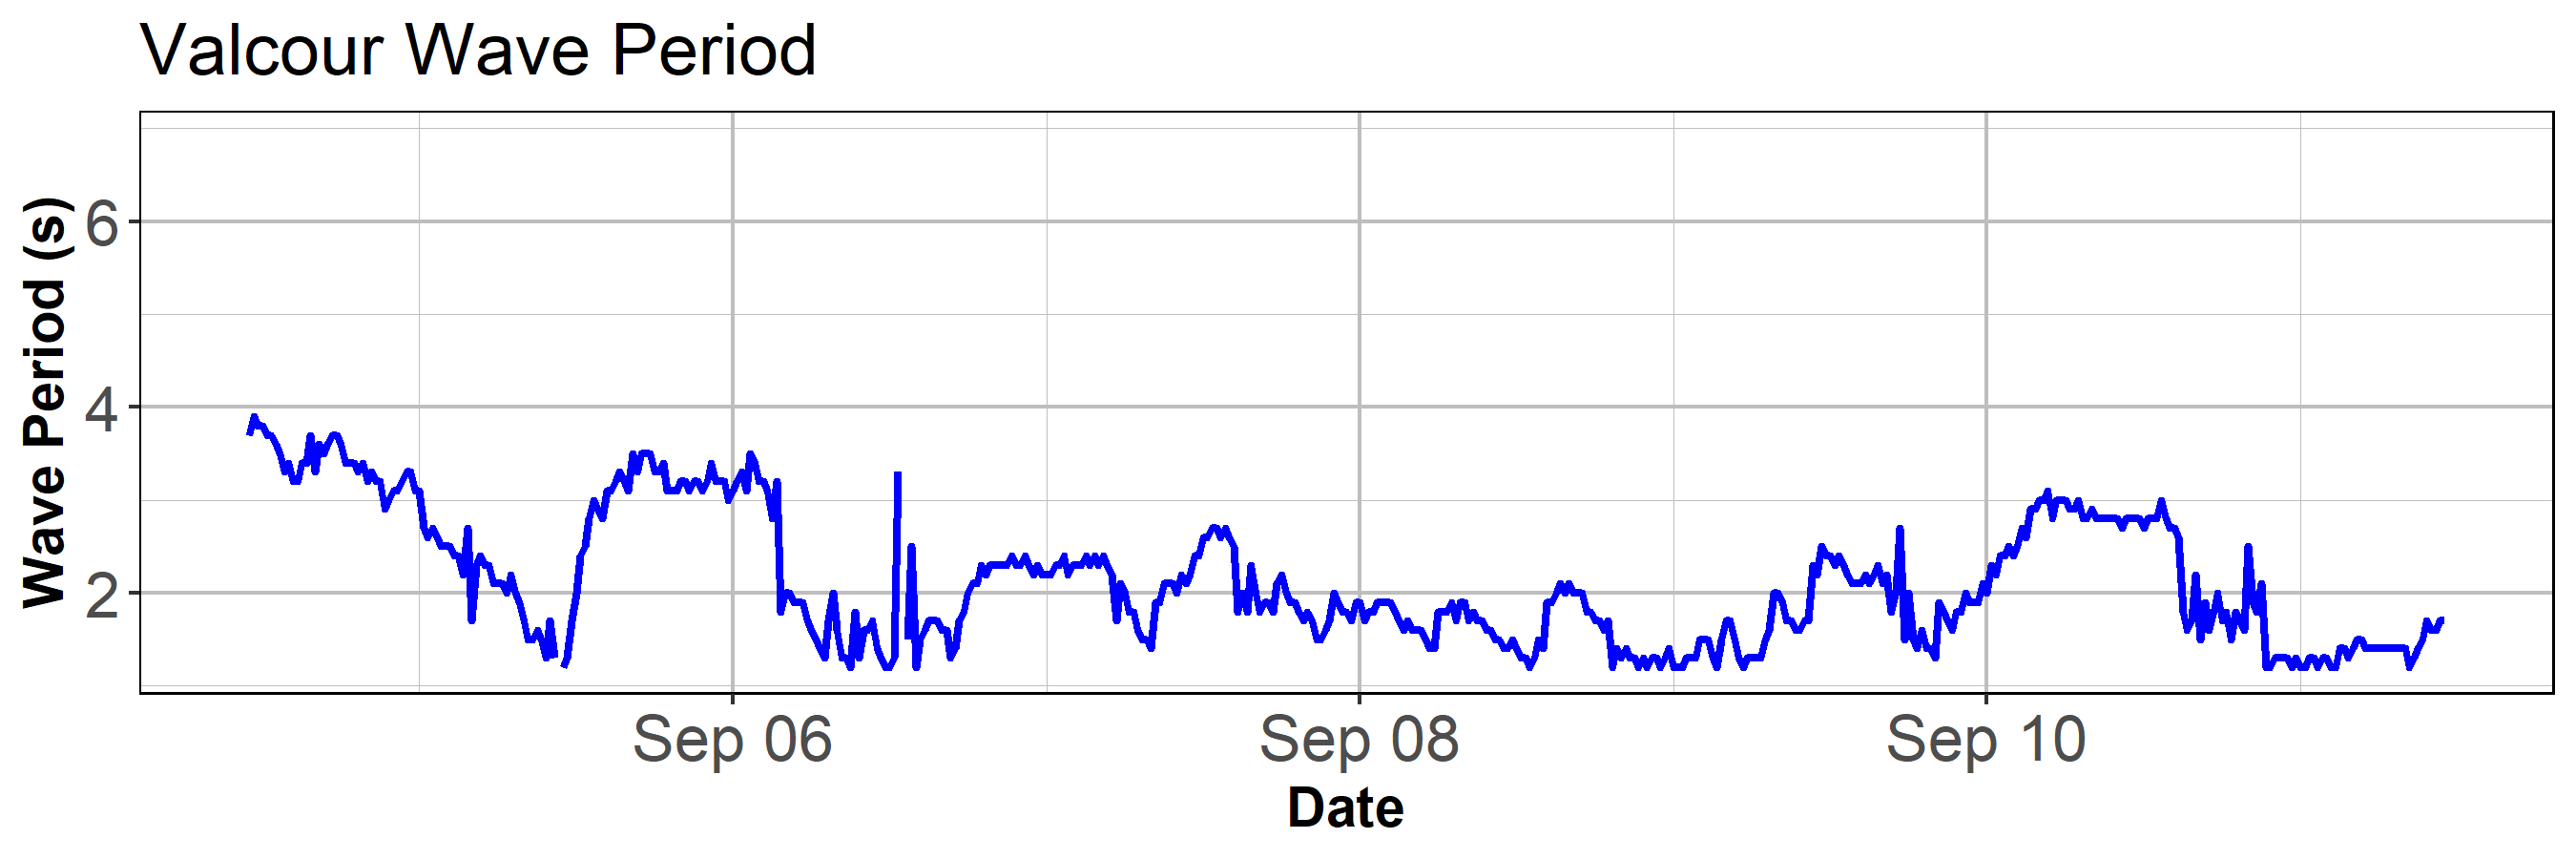 Valcour Wave Period
Wave Period (s)
6
4
2
Sep 06
Sep 08
Sep 10
Date